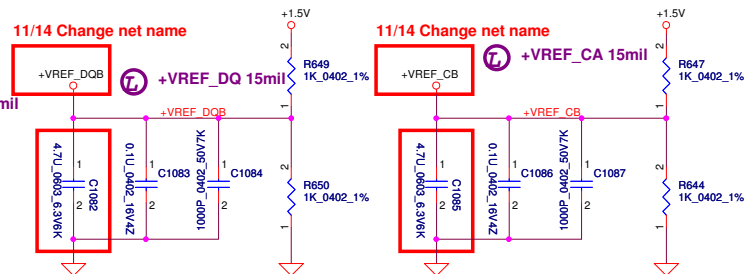 11/14 Change net name
+VREF_DQB
L +VREF_DQ 15mil
mil
+1.5V
2
R649
1K_0402_1%
1
+VREF_DQB
1
C1082
4.7U_0603_6.3V6K
2
1
C1083
0.1U_0402_16V4Z
2
1
C1084
1000P_0402_50V7K
2
2
R650
1K_0402_1%
1
11/14 Change net name
+VREF_CB
L +VREF_CA 15mil
+1.5V
2
R647
1K_0402_1%
1
+VREF_CB
1
C1085
4.7U_0603_6.3V6K
2
1
C1086
0.1U_0402_16V4Z
2
1
C1087
1000P_0402_50V7K
2
2
R644
1K_0402_1%
1